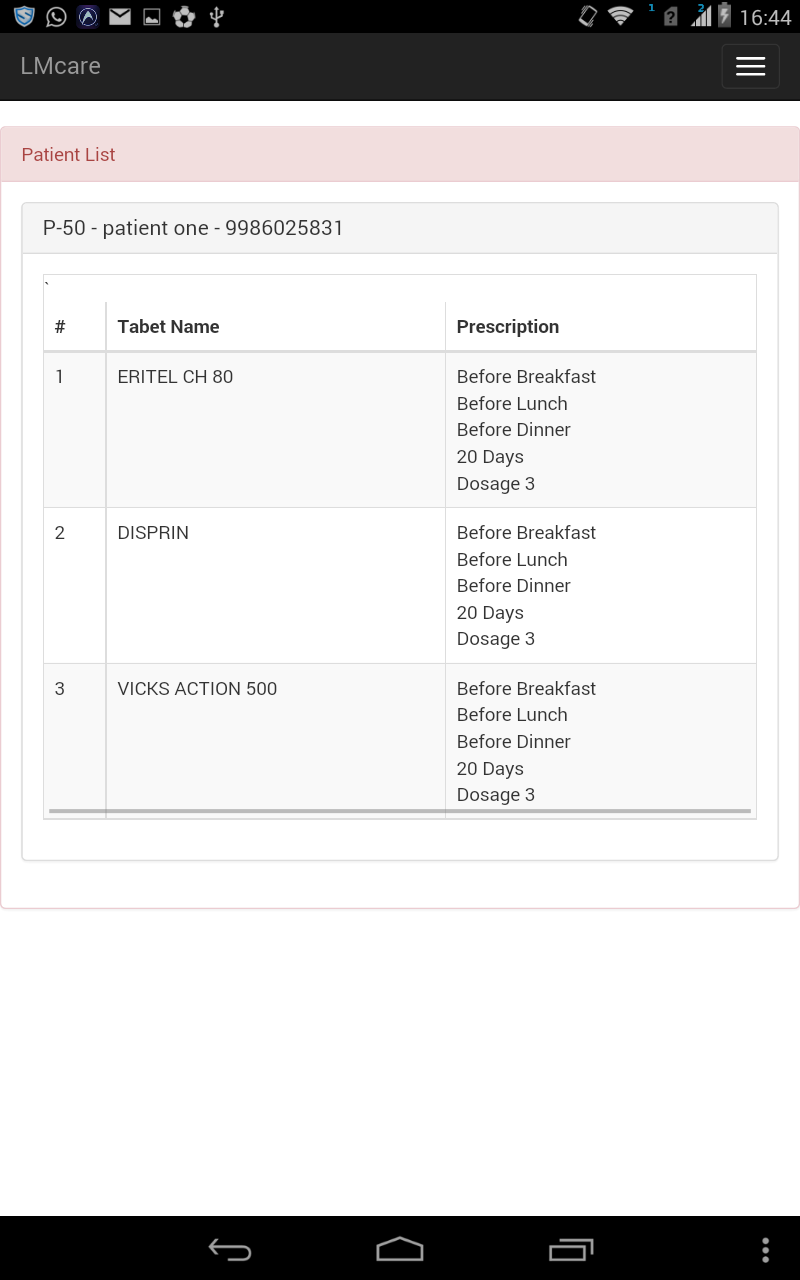 1 2 16:44
LMcare
Patient List
P-50 - patient one - 9986025831
`
# Tabet Name Prescription
1 ERITEL CH 80 Before Breakfast
Before Lunch
Before Dinner
20 Days
Dosage 3
2 DISPRIN Before Breakfast
Before Lunch
Before Dinner
20 Days
Dosage 3
3 VICKS ACTION 500 Before Breakfast
Before Lunch
Before Dinner
20 Days
Dosage 3